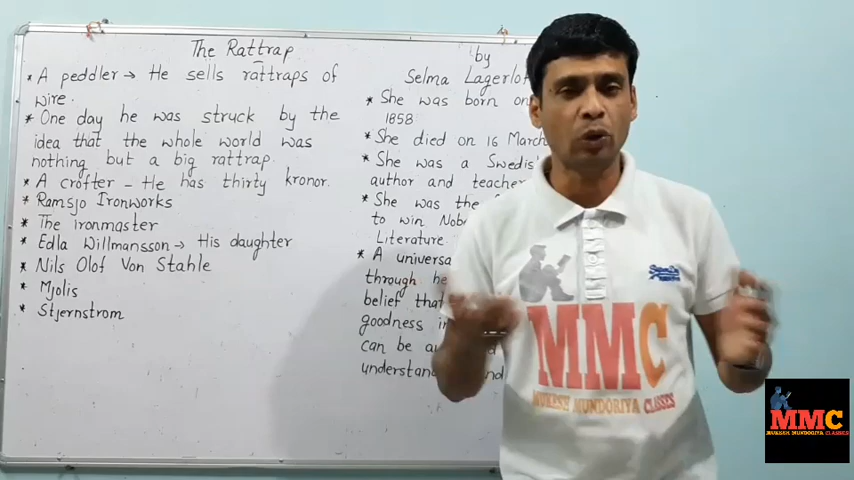 The Rattrap
* A peddler → He sells rattraps of
wire.
* One day he was struck by the
idea that the whole world was
nothing but a big rattrap.
* A crofter - He has thirty kronor.
* Ramsjo Ironworks
* The ironmaster
* Edla Willmansson → His daughter
* Nils Olof Von Stahle
* Mjolis
* Stjernstrom
by
Selma Lagerlof
* She was born on
1858
* She died on 16 March
* She was a Swedis
author and teacher
* She was the
to win Nob
Literature
* A univers
through he
belief that
goodness in
can be
understand
MMC
MUKESH MUNDORIYA CLASSES
MMC
MUKESH MUNDORIYA CLASSES